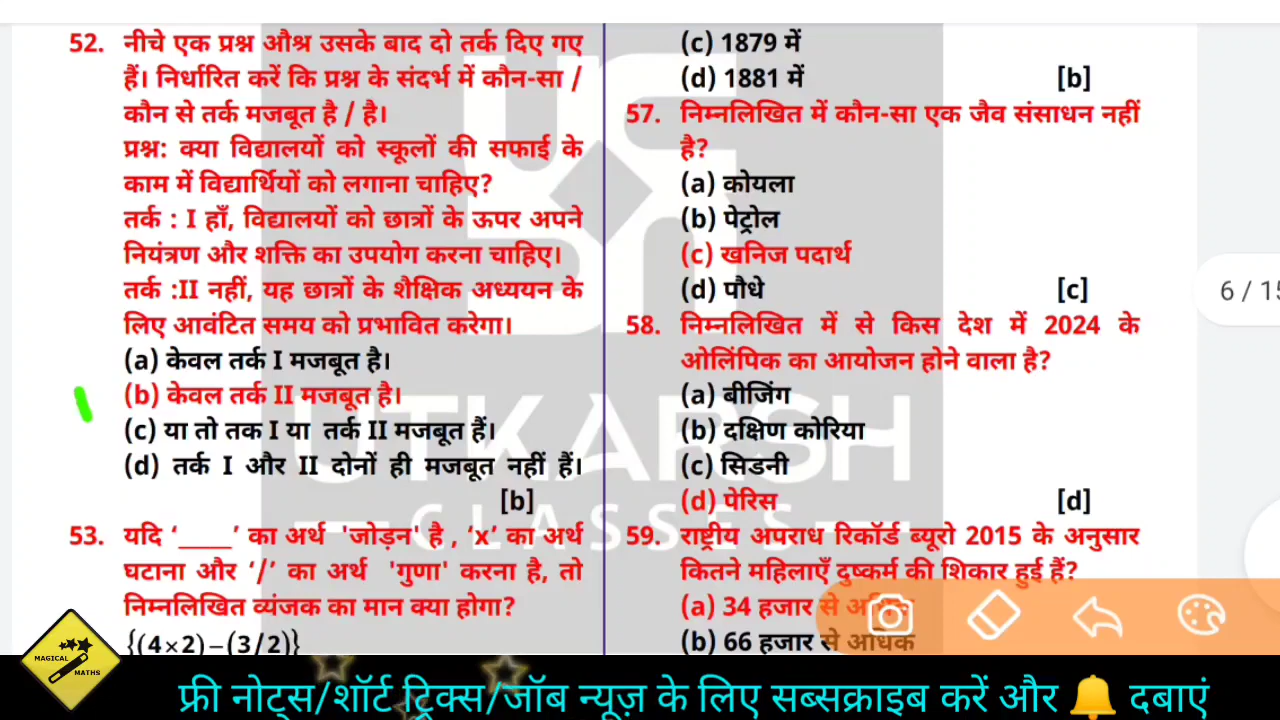 52. नीचे एक प्रश्न औश्र उसके बाद दो तर्क दिए गए
हैं। निर्धारित करें कि प्रश्न के संदर्भ में कौन-सा /
कौन से तर्क मजबूत है / है।
प्रश्न: क्या विद्यालयों को स्कूलों की सफाई के
काम में विद्यार्थियों को लगाना चाहिए?
तर्क : I हाँ, विद्यालयों को छात्रों के ऊपर अपने
नियंत्रण और शक्ति का उपयोग करना चाहिए।
तर्क :II नहीं, यह छात्रों के शैक्षिक अध्ययन के
लिए आवंटित समय को प्रभावित करेगा।
(a) केवल तर्क I मजबूत है।
(b) केवल तर्क II मजबूत है।
(c) या तो तक I या तर्क II मजबूत हैं।
(d) तर्क I और II दोनों ही मजबूत नहीं हैं।
[b]
53. यदि ‘_____’ का अर्थ 'जोड़न' है , ‘x’ का अर्थ
घटाना और ‘/’ का अर्थ 'गुणा' करना है, तो
निम्नलिखित व्यंजक का मान क्या होगा?
{(4×2)–(3/2)}
(c) 1879 में
(d) 1881 में [b]
57. निम्नलिखित में कौन-सा एक जैव संसाधन नहीं
है?
(a) कोयला
(b) पेट्रोल
(c) खनिज पदार्थ
(d) पौधे [c]
58. निम्नलिखित में से किस देश में 2024 के
ओलिंपिक का आयोजन होने वाला है?
(a) बीजिंग
(b) दक्षिण कोरिया
(c) सिडनी
(d) पेरिस [d]
59. राष्ट्रीय अपराध रिकॉर्ड ब्यूरो 2015 के अनुसार
कितने महिलाएँ दुष्कर्म की शिकार हुई हैं?
(a) 34 हजार से
(b) 66 हजार से अधिक
UTKARSH
CLASSES
6 / 15
MAGICAL
MATHS
फ्री नोट्स/शॉर्ट ट्रिक्स/जॉब न्यूज़ के लिए सब्सक्राइब करें और 🔔 दबाएं